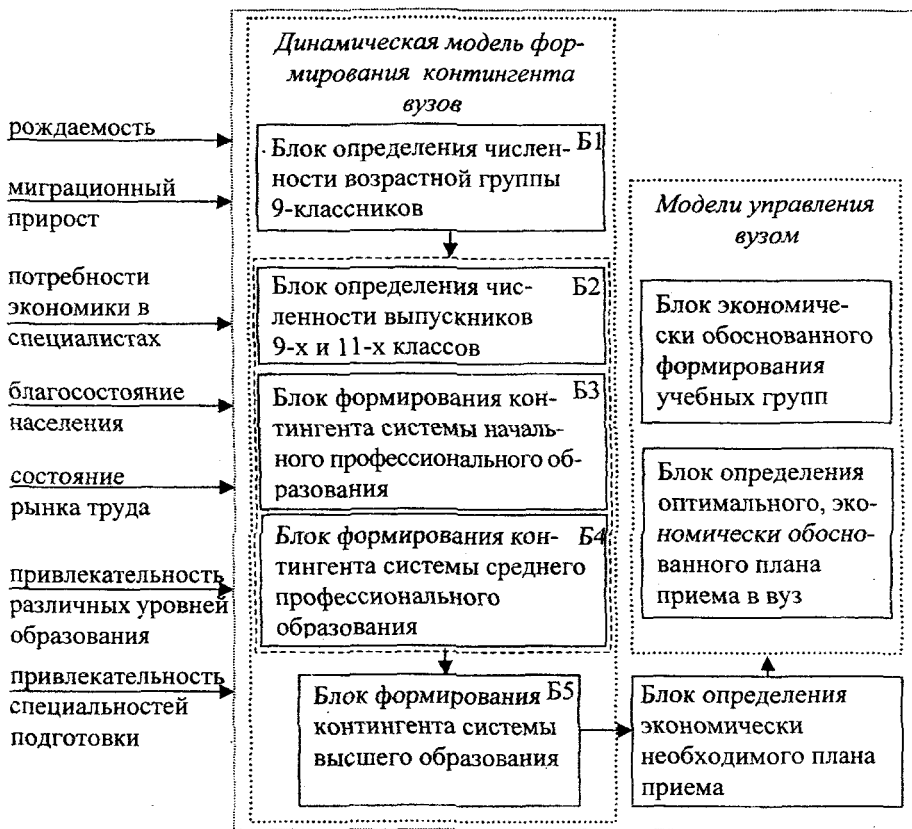 Динамическая модель фор-
мирования контингента
вузов
рождаемость
миграционный
прирост
потребности
экономики в
специалистах
благосостояние
населения
состояние
рынка труда
привлекательность
различных уровней
образования
привлекательность
специальностей
подготовки
Б1
Блок определения числен-
ности возрастной группы
9-классников
Б2
Блок определения чис-
ленности выпускников
9-х и 11-х классов
Б3
Блок формирования кон-
тингента системы началь-
ного профессионального об-
разования
Б4
Блок формирования кон-
тингента системы среднего
профессионального
образования
Б5
Блок формирования
контингента системы
высшего образования
Модели управления
вузом
Блок экономиче-
ски обоснованного
формирования
учебных групп
Блок определения
оптимального, эко-
номически обосно-
ванного плана
приема в вуз
Блок определения
экономически
необходимого плана
приема